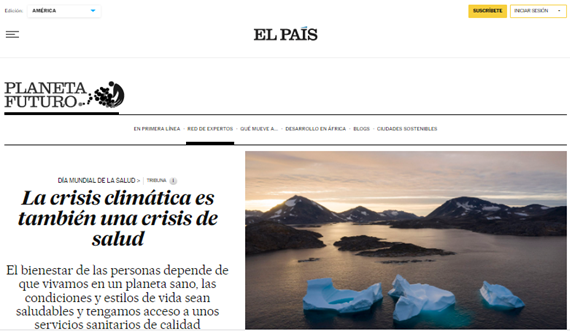 Edición: AMÉRICA
SUSCRÍBETE
INICIAR SESIÓN
EL PAÍS
PLANETA
FUTURO
EN PRIMERA LÍNEA · RED DE EXPERTOS · QUÉ MUEVE A... · DESARROLLO EN ÁFRICA · BLOGS · CIUDADES SOSTENIBLES
DÍA MUNDIAL DE LA SALUD > TRIBUNA i
La crisis climática es
también una crisis de
salud
El bienestar de las personas depende de
que vivamos en un planeta sano, las
condiciones y estilos de vida sean
saludables y tengamos acceso a unos
servicios sanitarios de calidad